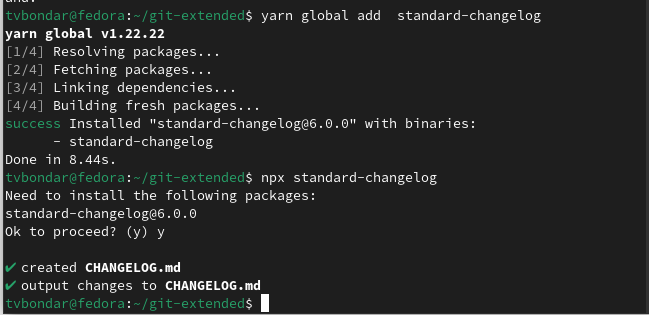 tvbondar@fedora:~/git-extended$ yarn global add  standard-changelog
yarn global v1.22.22
[1/4] Resolving packages...
[2/4] Fetching packages...
[3/4] Linking dependencies...
[4/4] Building fresh packages...
success Installed "standard-changelog@6.0.0" with binaries:
      - standard-changelog
Done in 8.44s.
tvbondar@fedora:~/git-extended$ npx standard-changelog
Need to install the following packages:
standard-changelog@6.0.0
Ok to proceed? (y) y

✔ created CHANGELOG.md
✔ output changes to CHANGELOG.md
tvbondar@fedora:~/git-extended$